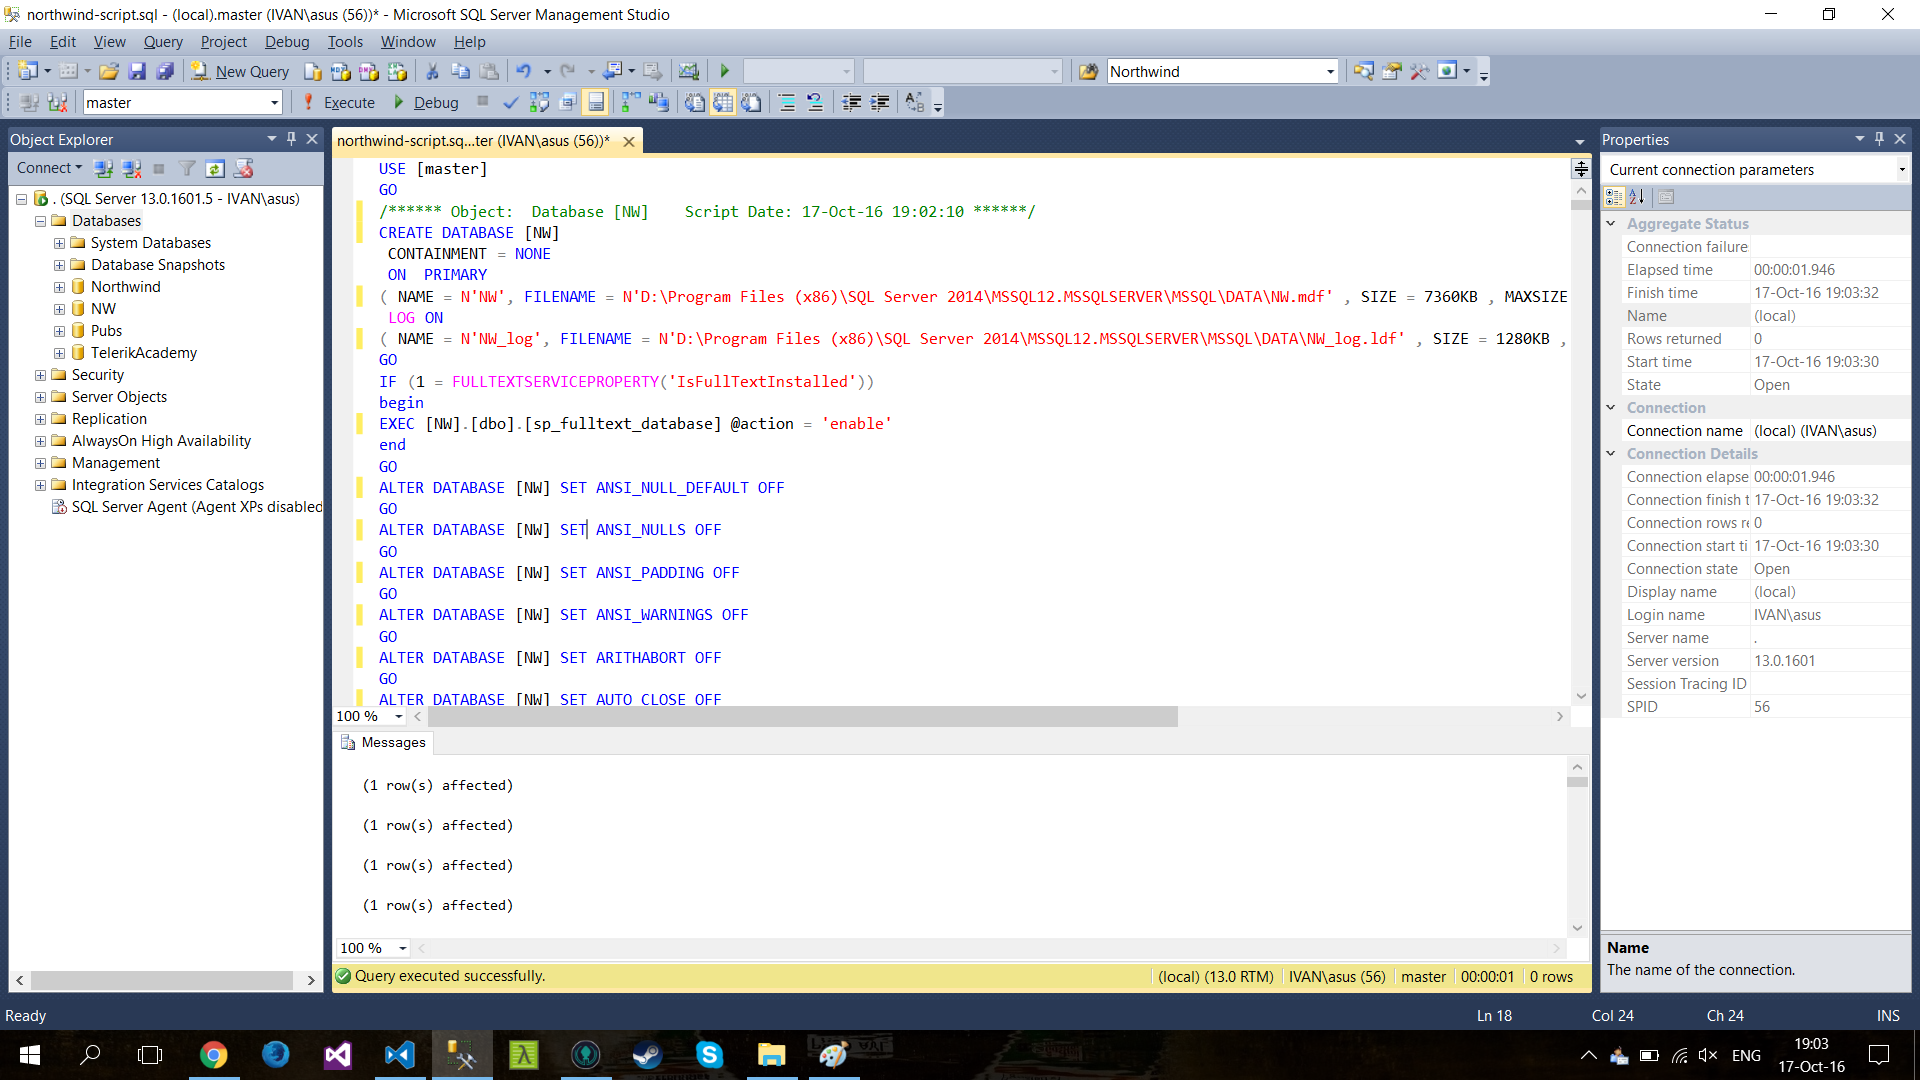 northwind-script.sql - (local).master (IVAN\asus (56))* - Microsoft SQL Server Management Studio
File Edit View Query Project Debug Tools Window Help
New Query Northwind
master Execute Debug
Object Explorer
Connect
. (SQL Server 13.0.1601.5 - IVAN\asus)
Databases
System Databases
Database Snapshots
Northwind
NW
Pubs
TelerikAcademy
Security
Server Objects
Replication
AlwaysOn High Availability
Management
Integration Services Catalogs
SQL Server Agent (Agent XPs disabled
northwind-script.sq...ter (IVAN\asus (56))*
USE [master]
GO
/****** Object:  Database [NW]    Script Date: 17-Oct-16 19:02:10 ******/
CREATE DATABASE [NW]
CONTAINMENT = NONE
ON  PRIMARY
( NAME = N'NW', FILENAME = N'D:\Program Files (x86)\SQL Server 2014\MSSQL12.MSSQLSERVER\MSSQL\DATA\NW.mdf' , SIZE = 7360KB , MAXSIZE
LOG ON
( NAME = N'NW_log', FILENAME = N'D:\Program Files (x86)\SQL Server 2014\MSSQL12.MSSQLSERVER\MSSQL\DATA\NW_log.ldf' , SIZE = 1280KB ,
GO
IF (1 = FULLTEXTSERVICEPROPERTY('IsFullTextInstalled'))
begin
EXEC [NW].[dbo].[sp_fulltext_database] @action = 'enable'
end
GO
ALTER DATABASE [NW] SET ANSI_NULL_DEFAULT OFF
GO
ALTER DATABASE [NW] SET ANSI_NULLS OFF
GO
ALTER DATABASE [NW] SET ANSI_PADDING OFF
GO
ALTER DATABASE [NW] SET ANSI_WARNINGS OFF
GO
ALTER DATABASE [NW] SET ARITHABORT OFF
GO
ALTER DATABASE [NW] SET AUTO_CLOSE OFF
100 %
Messages
(1 row(s) affected)
(1 row(s) affected)
(1 row(s) affected)
(1 row(s) affected)
100 %
Query executed successfully. (local) (13.0 RTM) IVAN\asus (56) master 00:00:01 0 rows
Properties
Current connection parameters
Aggregate Status
Connection failure
Elapsed time 00:00:01.946
Finish time 17-Oct-16 19:03:32
Name (local)
Rows returned 0
Start time 17-Oct-16 19:03:30
State Open
Connection
Connection name (local) (IVAN\asus)
Connection Details
Connection elapse 00:00:01.946
Connection finish t 17-Oct-16 19:03:32
Connection rows re 0
Connection start ti 17-Oct-16 19:03:30
Connection state Open
Display name (local)
Login name IVAN\asus
Server name .
Server version 13.0.1601
Session Tracing ID
SPID 56
Name
The name of the connection.
Ready Ln 18 Col 24 Ch 24 INS
ENG
19:03
17-Oct-16